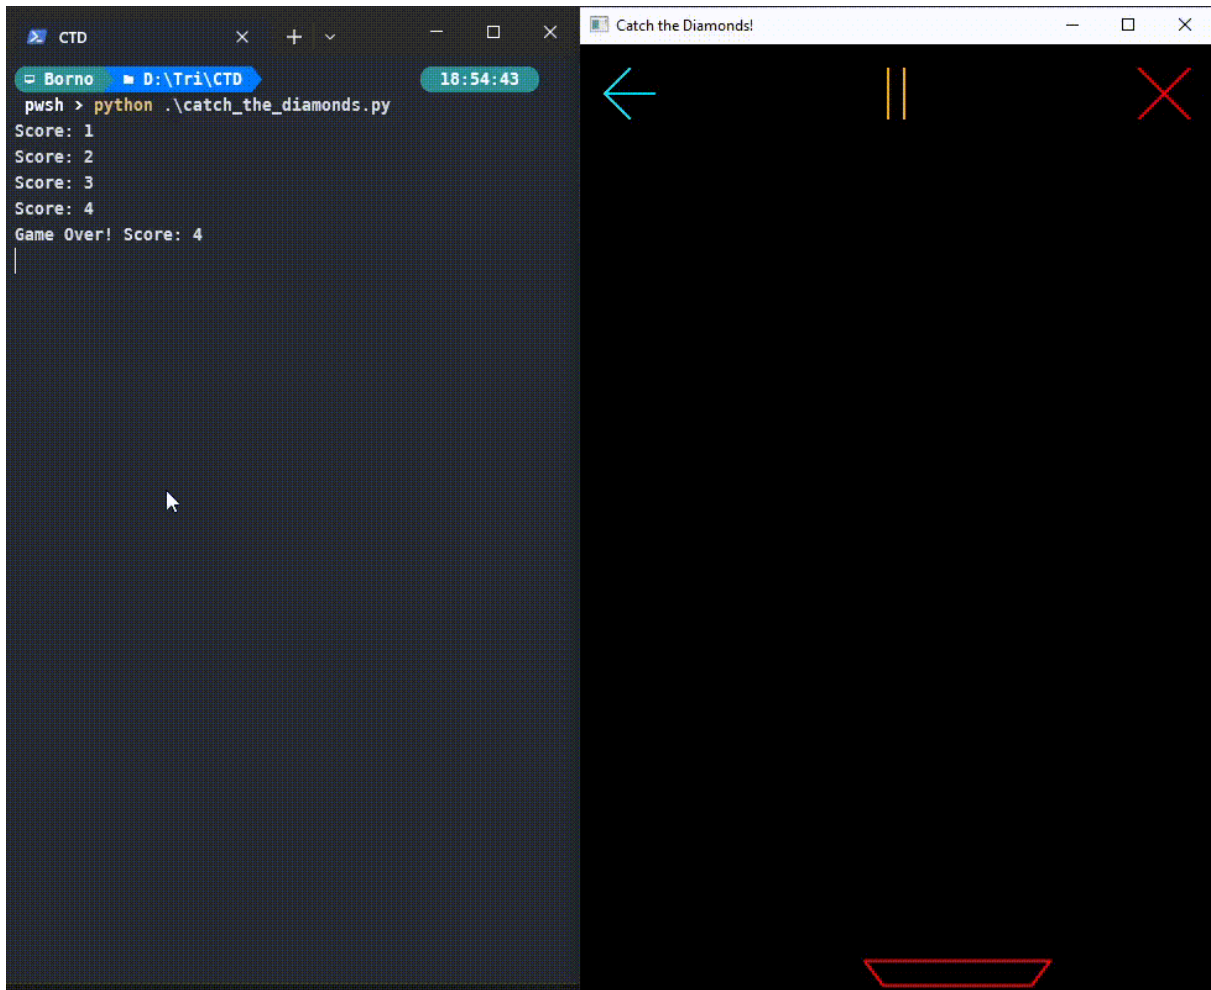 CTD
Borno D:\Tri\CTD 18:54:43
pwsh > python .\catch_the_diamonds.py
Score: 1
Score: 2
Score: 3
Score: 4
Game Over! Score: 4
Catch the Diamonds!